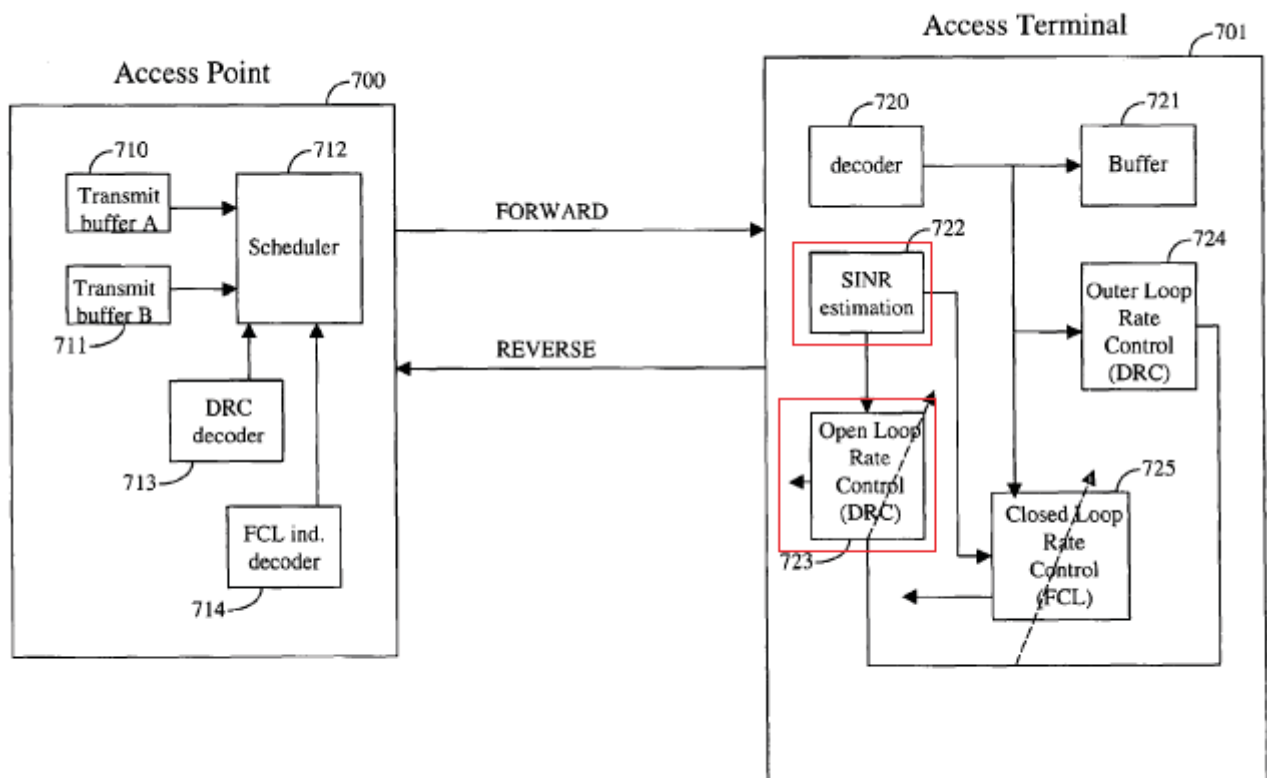 Access Point
700
710
Transmit
buffer A
712
Scheduler
Transmit
buffer B
711
DRC
decoder
713
FCL ind.
decoder
714
FORWARD
REVERSE
Access Terminal
701
720
decoder
721
Buffer
722
SINR
estimation
724
Outer Loop
Rate
Control
(DRC)
Open Loop
Rate
Control
(DRC)
723
725
Closed Loop
Rate
Control
(FCL)